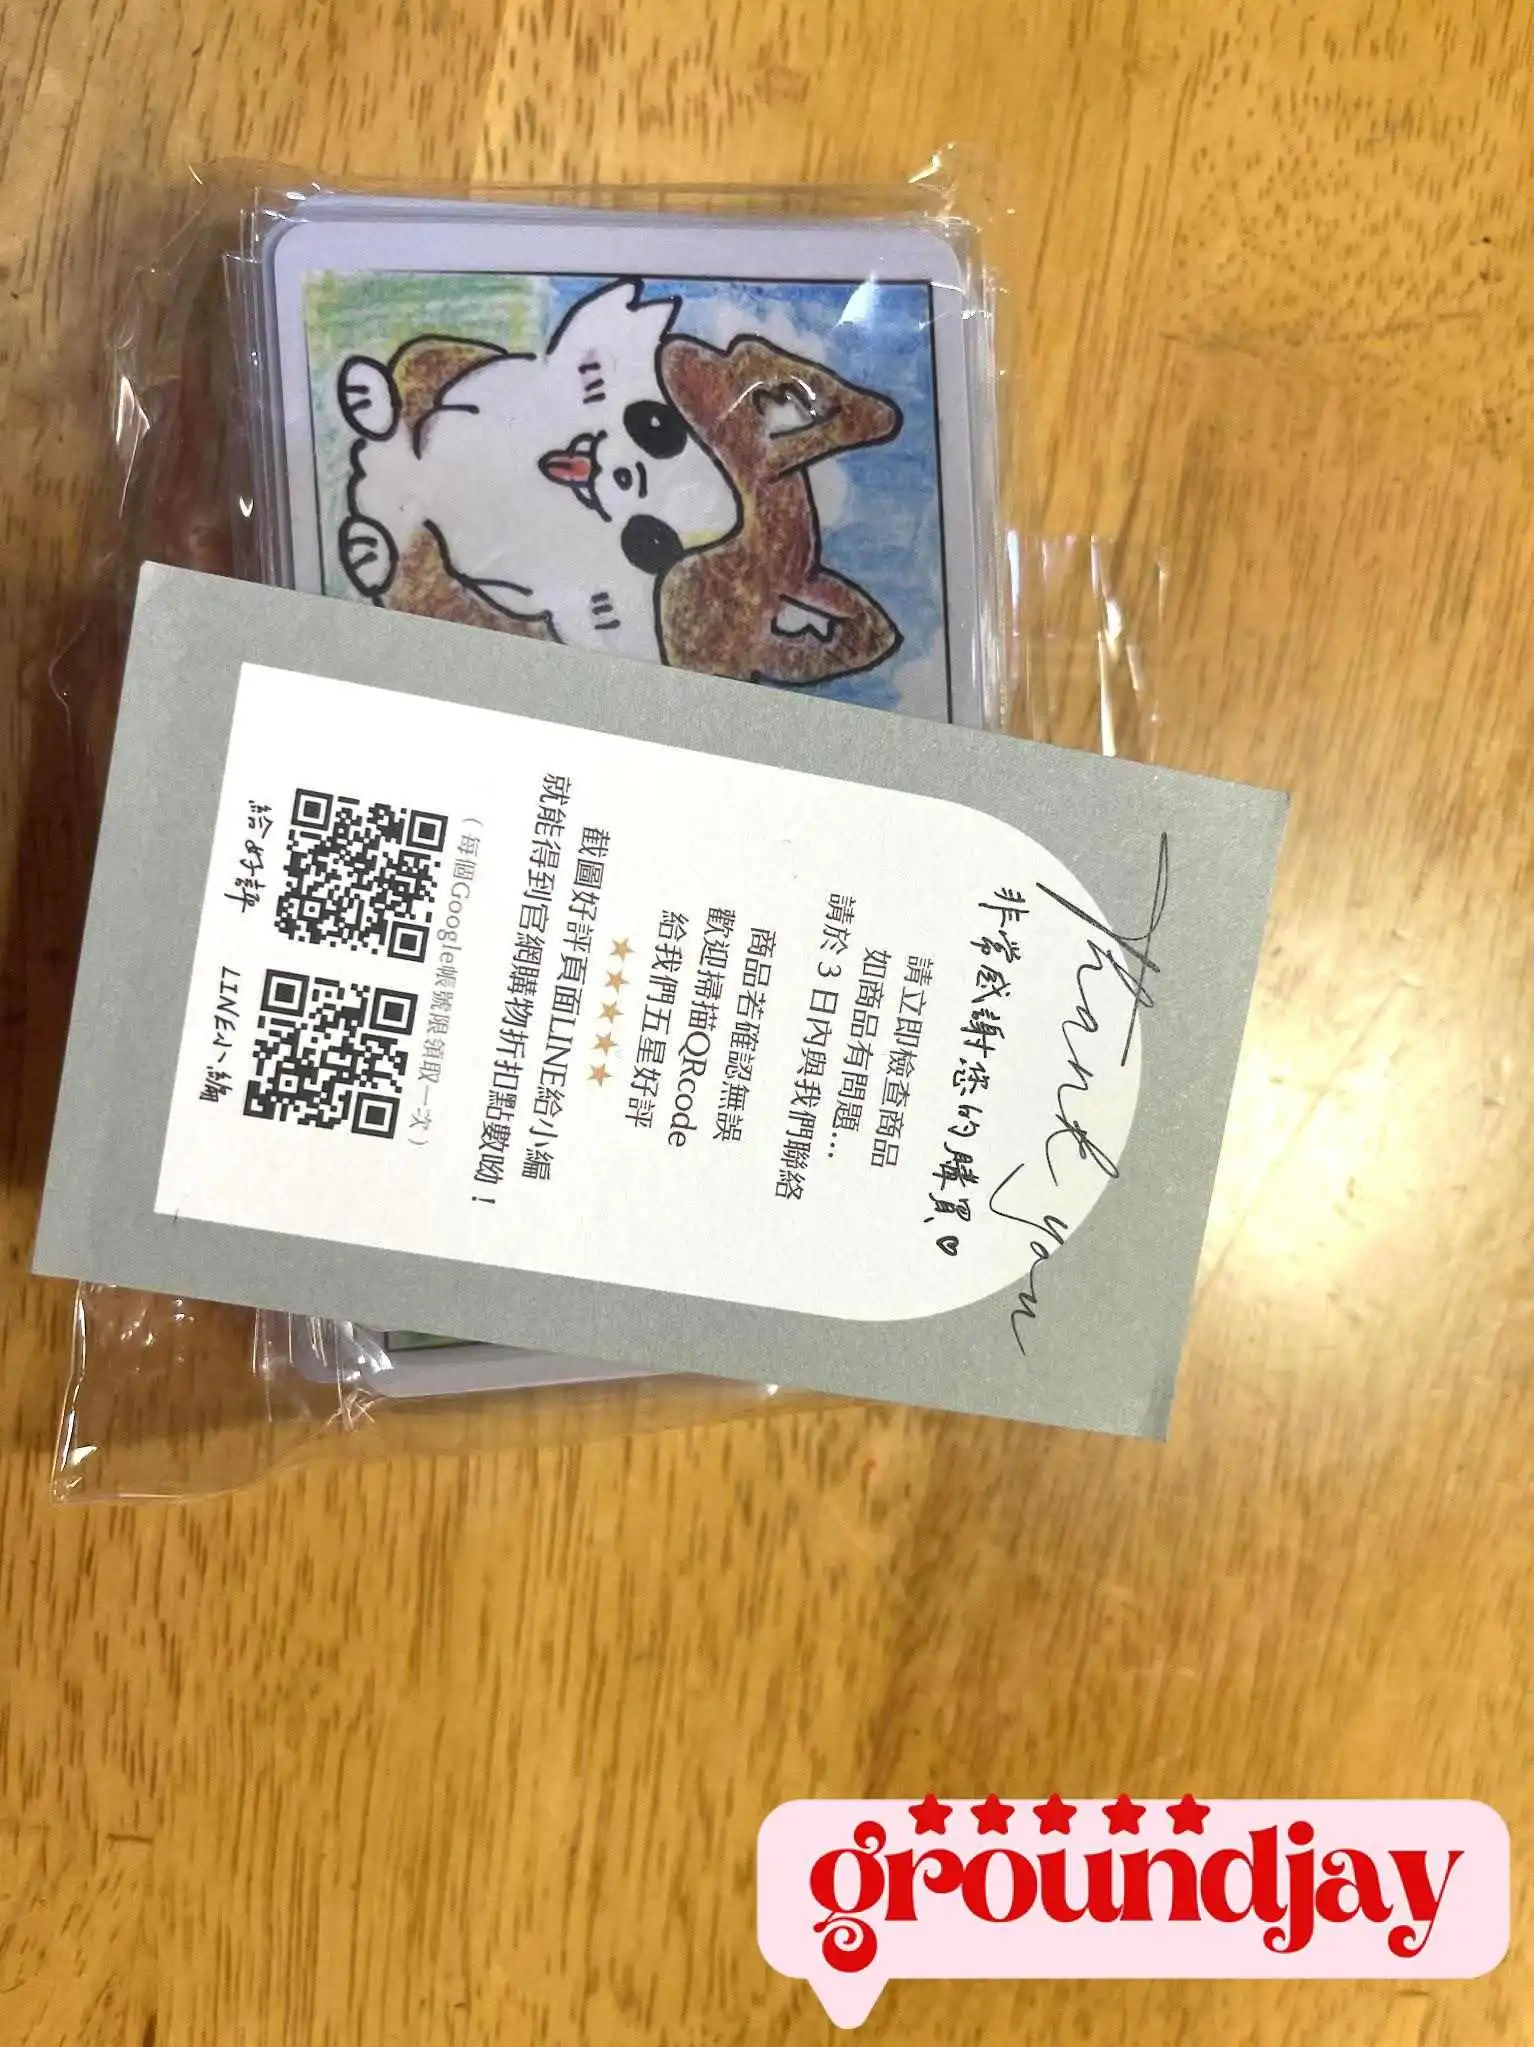 Thank you
非常感謝您的購買♡
請立即檢查商品
如商品有問題...
請於3日內與我們聯絡
商品若確認無誤
歡迎掃描QRcode
給我們五星好評
★★★★★
截圖好評頁面LINE給小編
就能得到官網購物折扣點數呦！
（每個Google帳號限領取一次）
給好評
LINE小編
groundjay